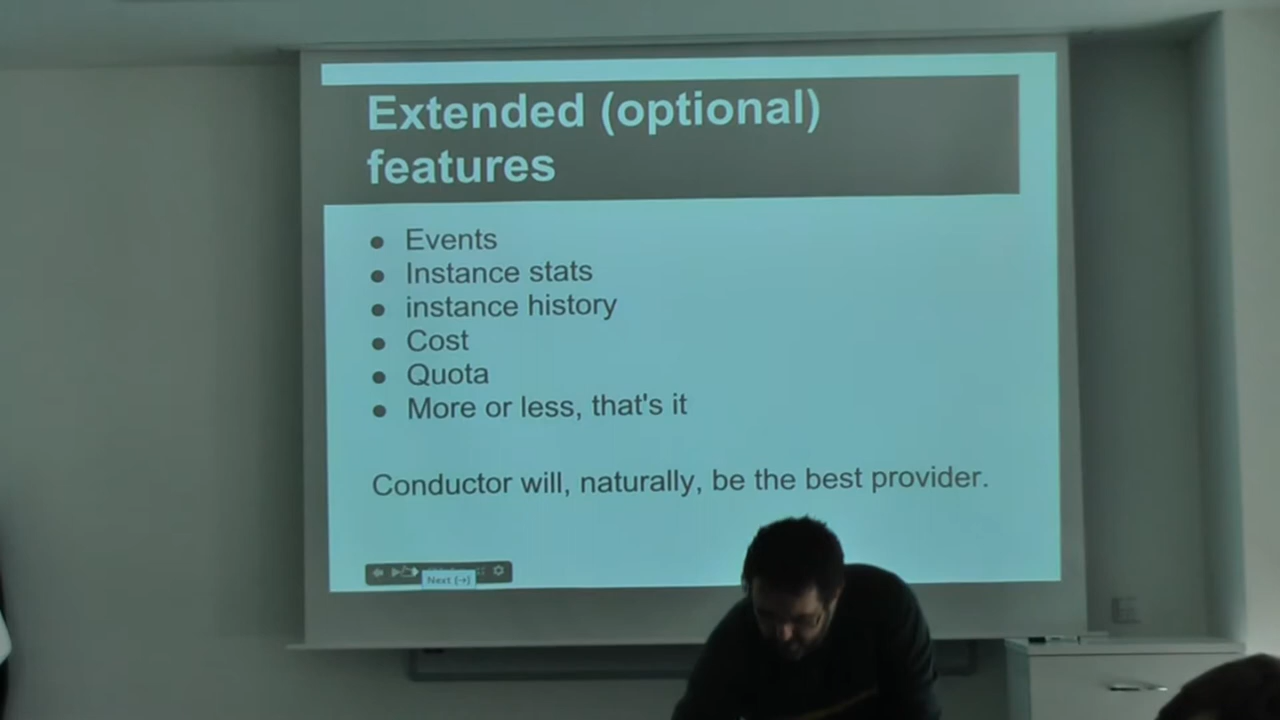 Extended (optional)
features
● Events
● Instance stats
● instance history
● Cost
● Quota
● More or less, that's it
Conductor will, naturally, be the best provider.
Next (→)